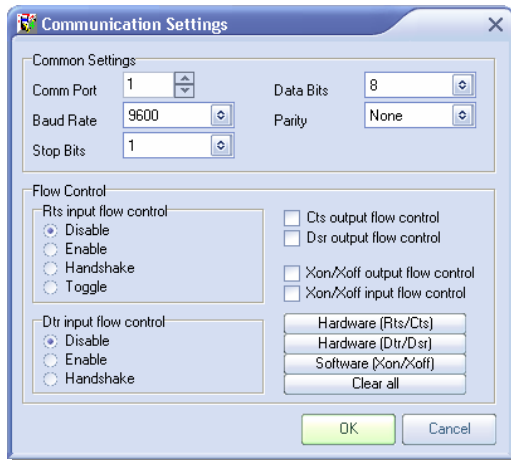 Communication Settings
Common Settings
Comm Port
1
Data Bits
8
Baud Rate
9600
Parity
None
Stop Bits
1
Flow Control
Rts input flow control
Disable
Enable
Handshake
Toggle
Cts output flow control
Dsr output flow control
Xon/Xoff output flow control
Xon/Xoff input flow control
Dtr input flow control
Disable
Enable
Handshake
Hardware (Rts/Cts)
Hardware (Dtr/Dsr)
Software (Xon/Xoff)
Clear all
OK
Cancel